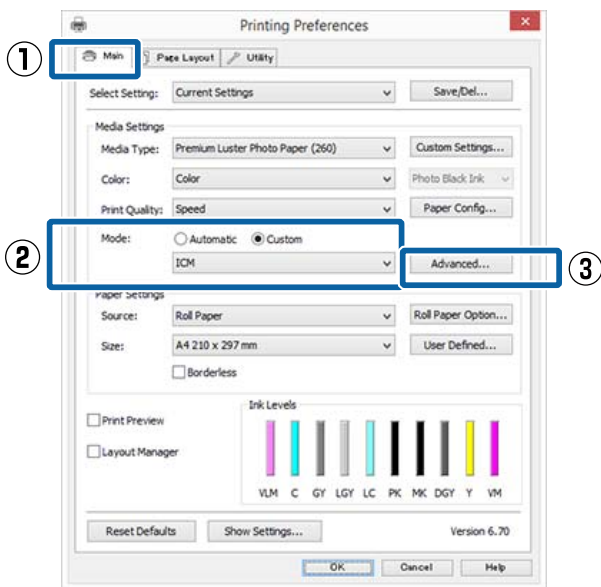 Printing Preferences
① Main Page Layout Utility
Select Setting: Current Settings Save/Del...
Media Settings
Media Type: Premium Luster Photo Paper (260) Custom Settings...
Color: Color Photo Black Ink
Print Quality: Speed Paper Config...
② Mode: Automatic Custom
ICM Advanced... ③
Paper Settings
Source: Roll Paper Roll Paper Option...
Size: A4 210 x 297 mm User Defined...
Borderless
Ink Levels
Print Preview
Layout Manager
VLM C GY LGY LC PK MK DGY Y VM
Reset Defaults Show Settings... Version 6.70
OK Cancel Help